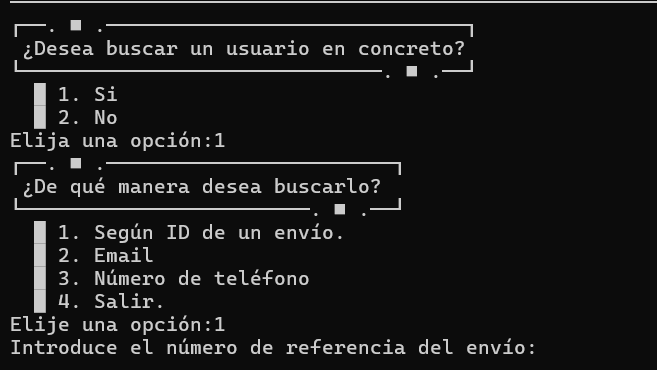 ¿Desea buscar un usuario en concreto?
1. Si
2. No
Elija una opción:1
¿De qué manera desea buscarlo?
1. Según ID de un envío.
2. Email
3. Número de teléfono
4. Salir.
Elije una opción:1
Introduce el número de referencia del envío: